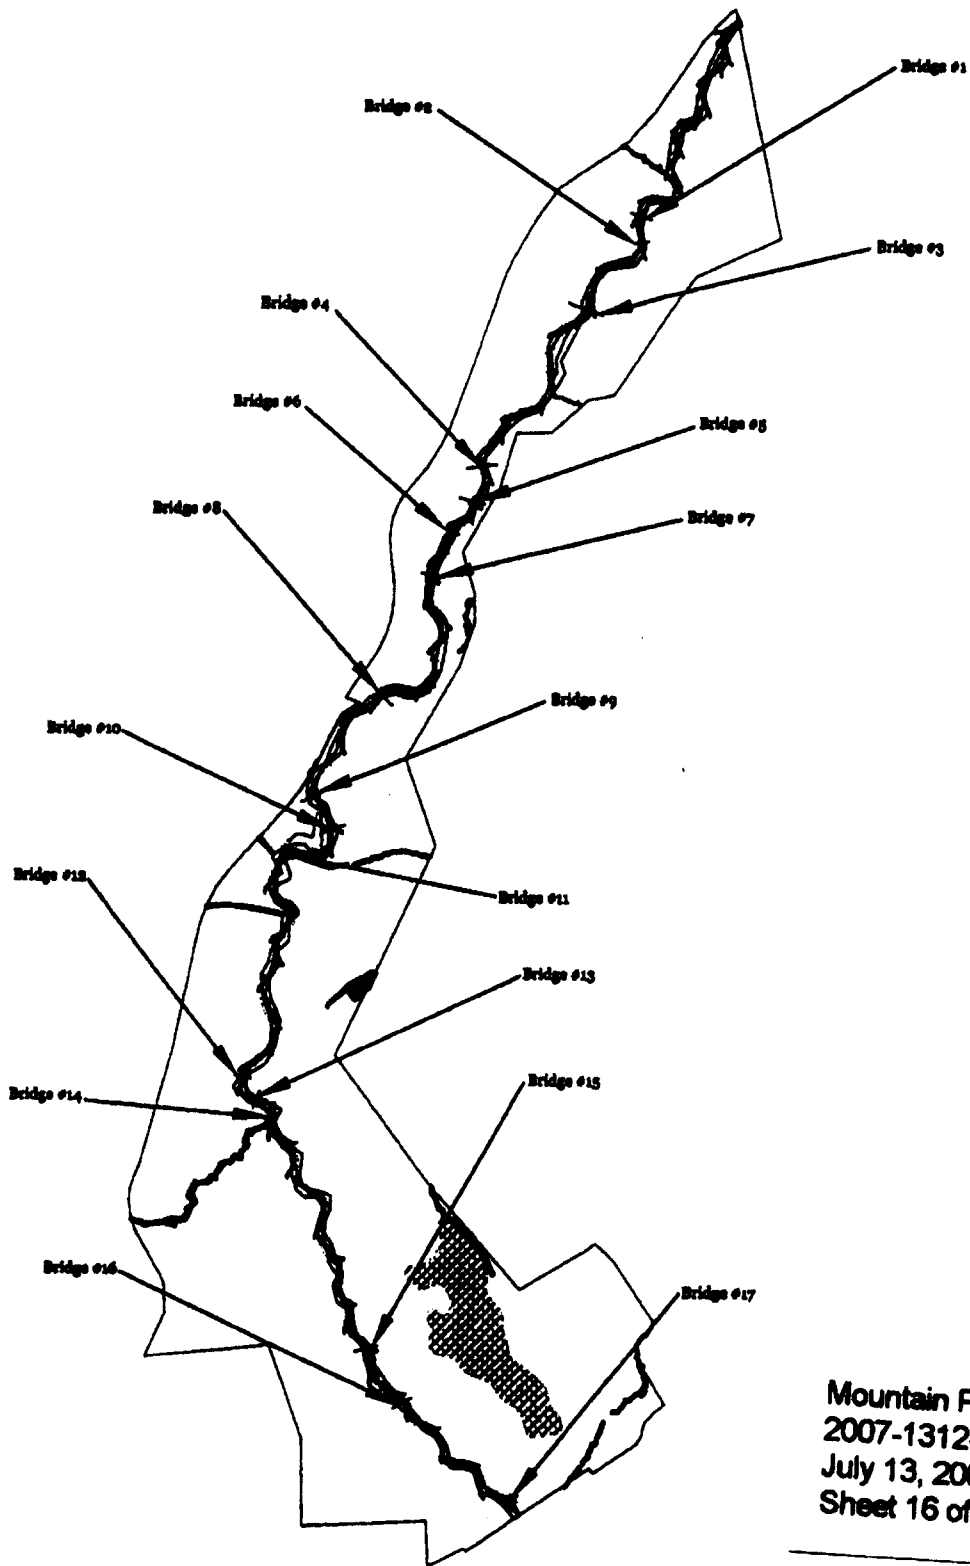 Bridge #1
Bridge #2
Bridge #3
Bridge #4
Bridge #6
Bridge #5
Bridge #8
Bridge #7
Bridge #9
Bridge #10
Bridge #12
Bridge #11
Bridge #13
Bridge #14
Bridge #15
Bridge #16
Bridge #17
Mountain
2007-1312
July 13, 200
Sheet 16 of